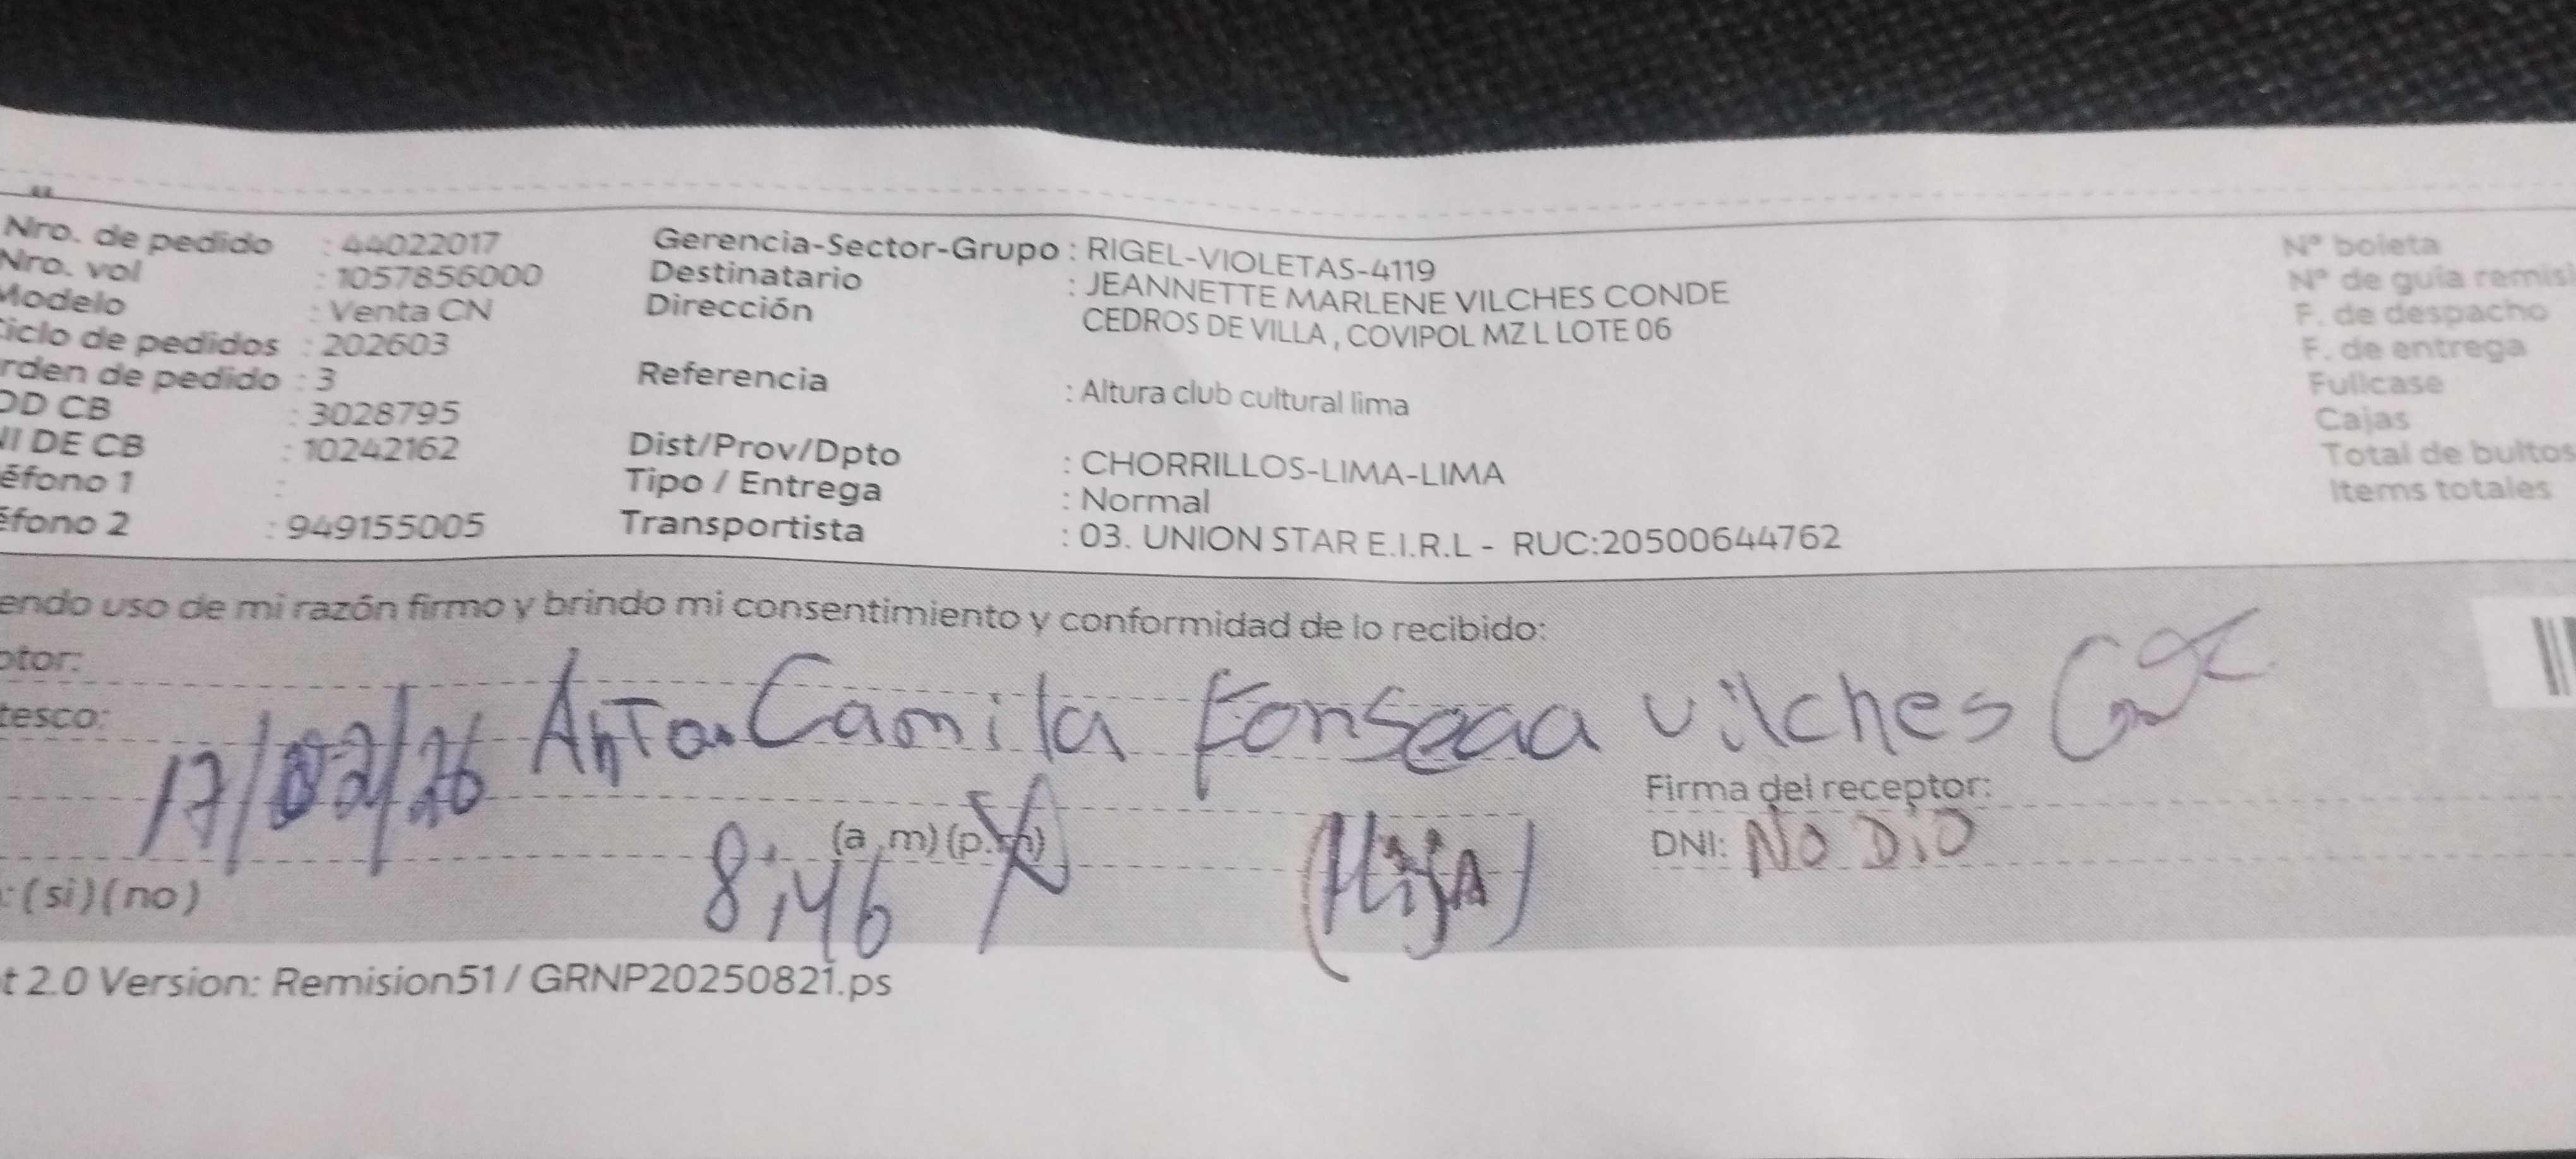 Nro. de pedido : 44022017 Gerencia-Sector-Grupo : RIGEL-VIOLETAS-4119 N° boleta
Nro. vol : 1057856000 Destinatario : JEANNETTE MARLENE VILCHES CONDE N° de guía remisi
Modelo : Venta CN Dirección CEDROS DE VILLA , COVIPOL MZ L LOTE 06 F. de despacho
Ciclo de pedidos : 202603 F. de entrega
rden de pedido : 3 Referencia : Altura club cultural lima Fullcase
OD CB : 3028795 Cajas
NI DE CB : 10242162 Dist/Prov/Dpto : CHORRILLOS-LIMA-LIMA Total de bultos
éfono 1 : Tipo / Entrega : Normal Items totales
éfono 2 : 949155005 Transportista : 03. UNION STAR E.I.R.L - RUC:20500644762
endo uso de mi razón firmo y brindo mi consentimiento y conformidad de lo recibido:
ptor:
tesco:
17/02/26 Camila Fonseca Vilches
Firma del receptor:
(a .m) (p.m) DNI: NO DIO
8:46 (Hija)
: (si) (no)
t 2.0 Version: Remision51 / GRNP20250821.ps